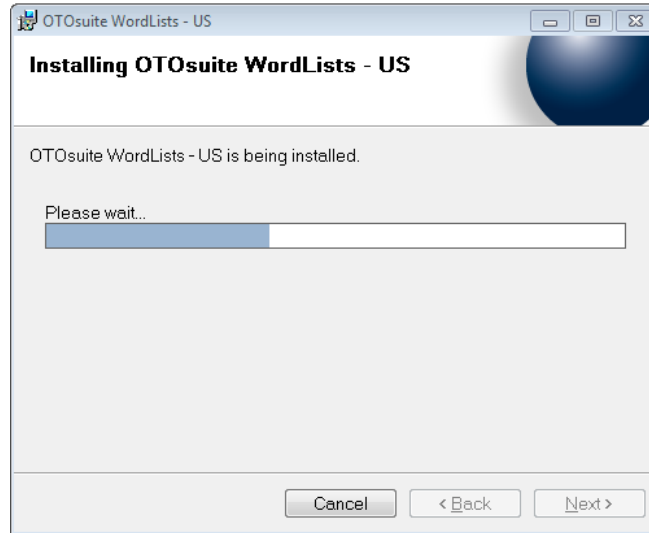 OTOsuite WordLists - US
Installing OTOsuite WordLists - US
OTOsuite WordLists - US is being installed.
Please wait...
Cancel
< Back
Next >